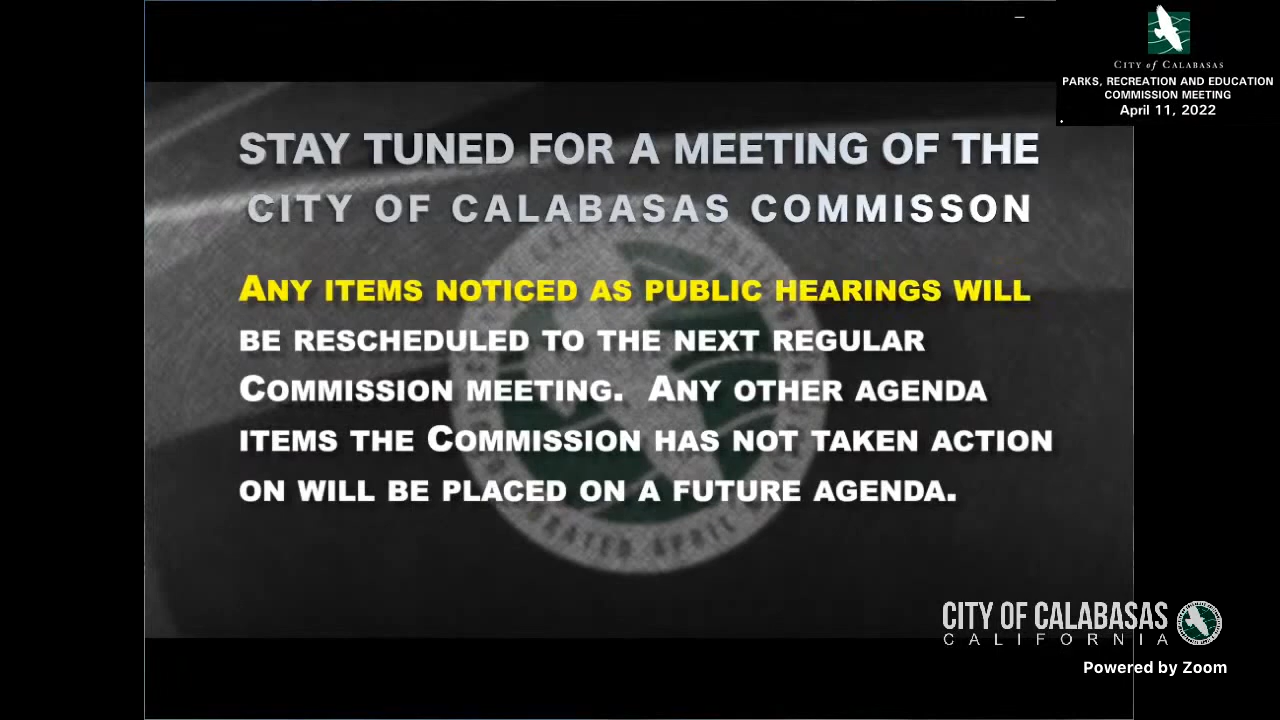 City of Calabasas
PARKS, RECREATION AND EDUCATION
COMMISSION MEETING
April 11, 2022
STAY TUNED FOR A MEETING OF THE
CITY OF CALABASAS COMMISSON
ANY ITEMS NOTICED AS PUBLIC HEARINGS WILL
BE RESCHEDULED TO THE NEXT REGULAR
COMMISSION MEETING. ANY OTHER AGENDA
ITEMS THE COMMISSION HAS NOT TAKEN ACTION
ON WILL BE PLACED ON A FUTURE AGENDA.
CITY OF CALABASAS
CALIFORNIA
Powered by Zoom